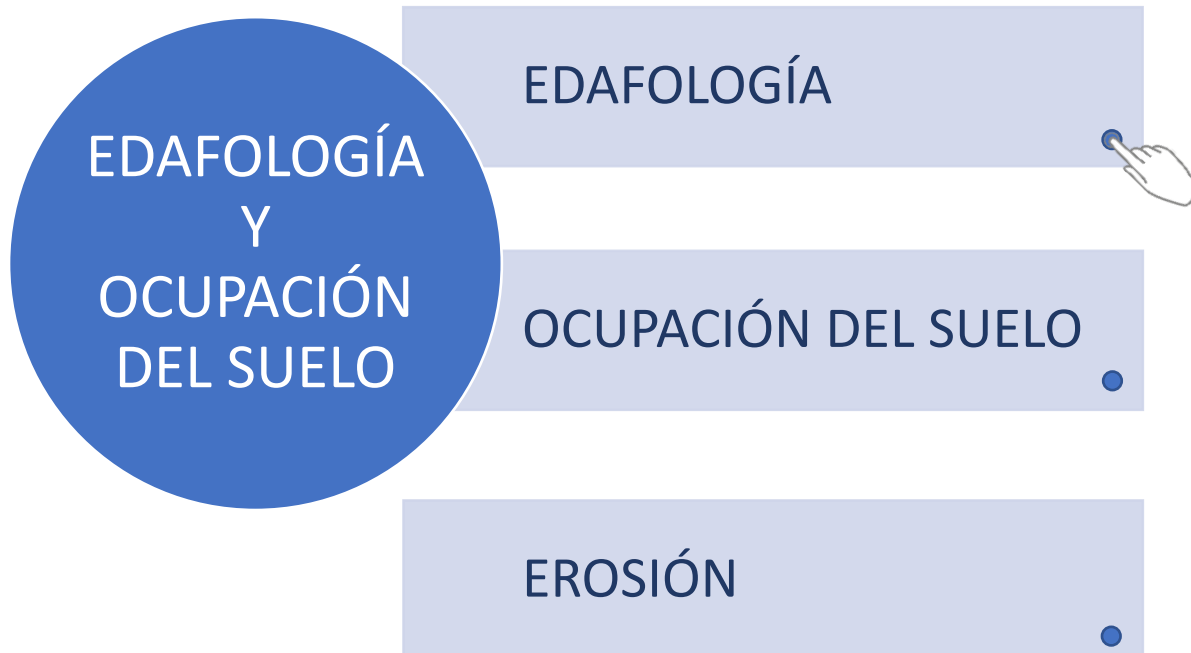 EDAFOLOGÍA
Y
OCUPACIÓN
DEL SUELO
EDAFOLOGÍA
OCUPACIÓN DEL SUELO
EROSIÓN